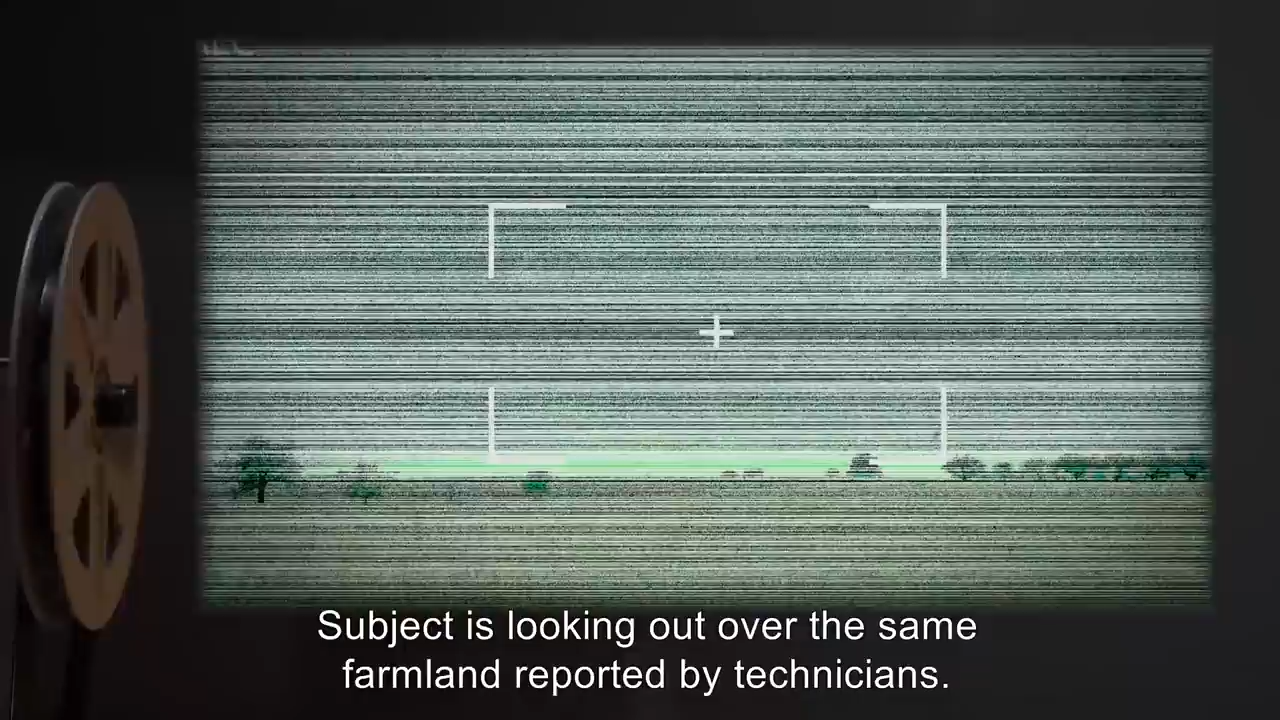 Subject is looking out over the same
farmland reported by technicians.